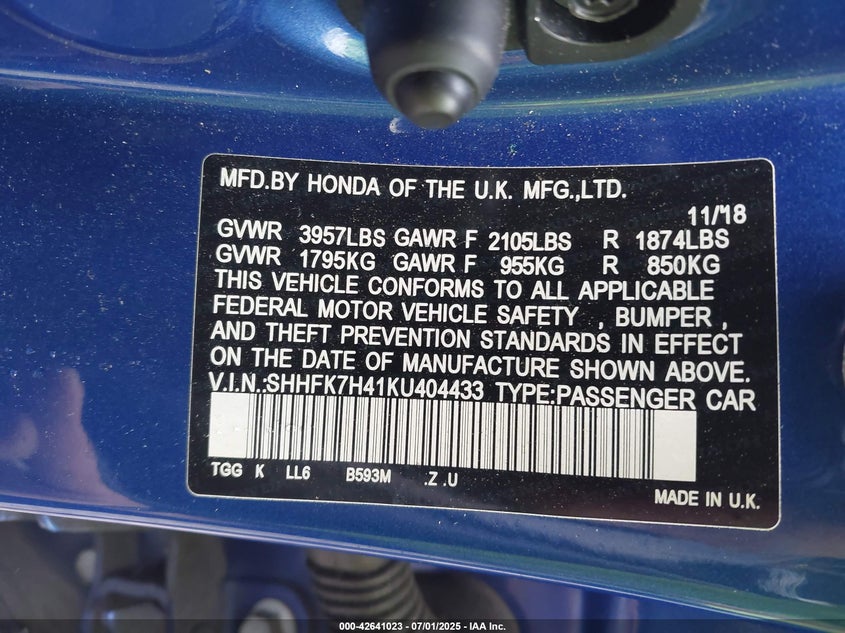 MFD.BY HONDA OF THE U.K. MFG.,LTD.
11/18
GVWR 3957LBS GAWR F 2105LBS R 1874LBS
GVWR 1795KG GAWR F 955KG R 850KG
THIS VEHICLE CONFORMS TO ALL APPLICABLE
FEDERAL MOTOR VEHICLE SAFETY , BUMPER ,
AND THEFT PREVENTION STANDARDS IN EFFECT
ON THE DATE OF MANUFACTURE SHOWN ABOVE.
V.I.N.:SHHFK7H41KU404433 TYPE:PASSENGER CAR
TGG K LL6 B593M .Z .U
MADE IN U.K.
000-42641023 - 07/01/2025 - IAA Inc.